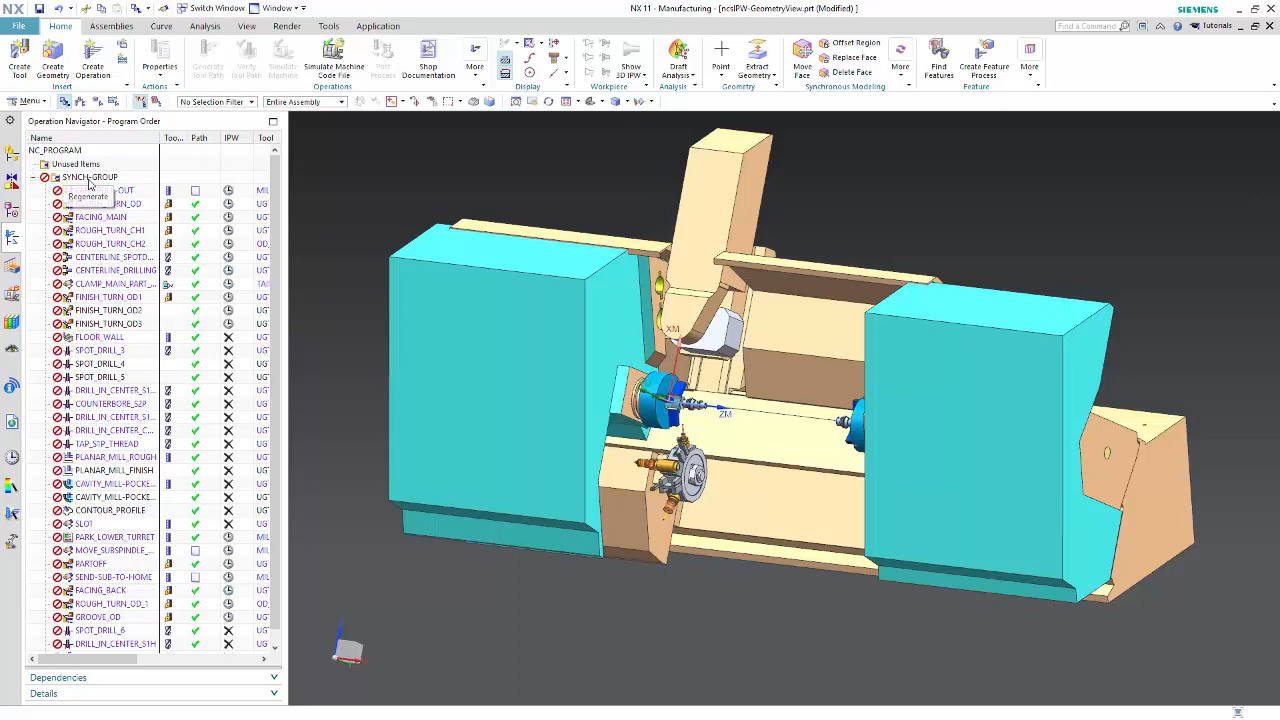 NX
Switch Window
Window
NX 11 - Manufacturing - [ncsIPW-GeometryView.prt (Modified) ]
SIEMENS
File
Home
Assemblies
Curve
Analysis
View
Render
Tools
Application
Find a Command
Tutorials
Create Tool
Create Geometry
Create Operation
Properties
Generate Tool Path
Verify Tool Path
Simulate Machine
Simulate Machine Code File
Post Process
Shop Documentation
More
Show 3D IPW
Draft Analysis
Point
Extract Geometry
Move Face
Offset Region
Replace Face
Delete Face
More
Find Features
Create Feature Process
More
Insert
Actions
Operations
Display
Workpiece
Analysis
Geometry
Synchronous Modeling
Feature
Menu
No Selection Filter
Entire Assembly
Operation Navigator - Program Order
Name Too... Path IPW Tool
NC_PROGRAM
Unused Items
SYNCH-GROUP
OUT MIL
Regenerate
TURN_OD UG
FACING_MAIN UG
ROUGH_TURN_CH1 UG
ROUGH_TURN_CH2 OD_
CENTERLINE_SPOTD... UG
CENTERLINE_DRILLING UG
CLAMP_MAIN_PART_... TAI
FINISH_TURN_OD1 UG
FINISH_TURN_OD2 UG
FINISH_TURN_OD3 UG
FLOOR_WALL UG
SPOT_DRILL_3 UG
SPOT_DRILL_4 UG
SPOT_DRILL_5 UG
DRILL_IN_CENTER_S1... UG
COUNTERBORE_S2P UG
DRILL_IN_CENTER_S1... UG
DRILL_IN_CENTER_C... UG
TAP_S1P_THREAD UG
PLANAR_MILL_ROUGH UG
PLANAR_MILL_FINISH UG
CAVITY_MILL-POCKE... UG
CAVITY_MILL-POCKE... UG
CONTOUR_PROFILE UG
SLOT UG
PARK_LOWER_TURRET MIL
MOVE_SUBSPINDLE_... MIL
PARTOFF UG
SEND-SUB-TO-HOME MIL
FACING_BACK UG
ROUGH_TURN_OD_1 OD_
GROOVE_OD UG
SPOT_DRILL_6 UG
DRILL_IN_CENTER_S1H UG
Dependencies
Details
XM
ZM